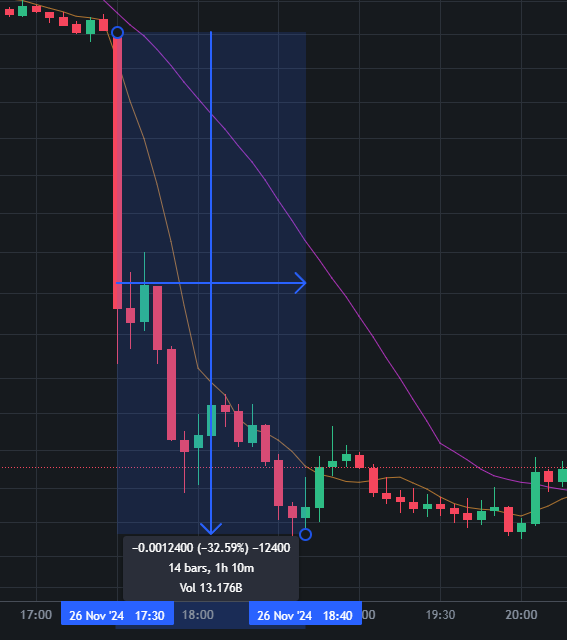 −0.0012400 (−32.59%) −12400
14 bars, 1h 10m
Vol 13.176B
17:00 26 Nov '24 17:30 18:00 26 Nov '24 18:40 :00 19:30 20:00